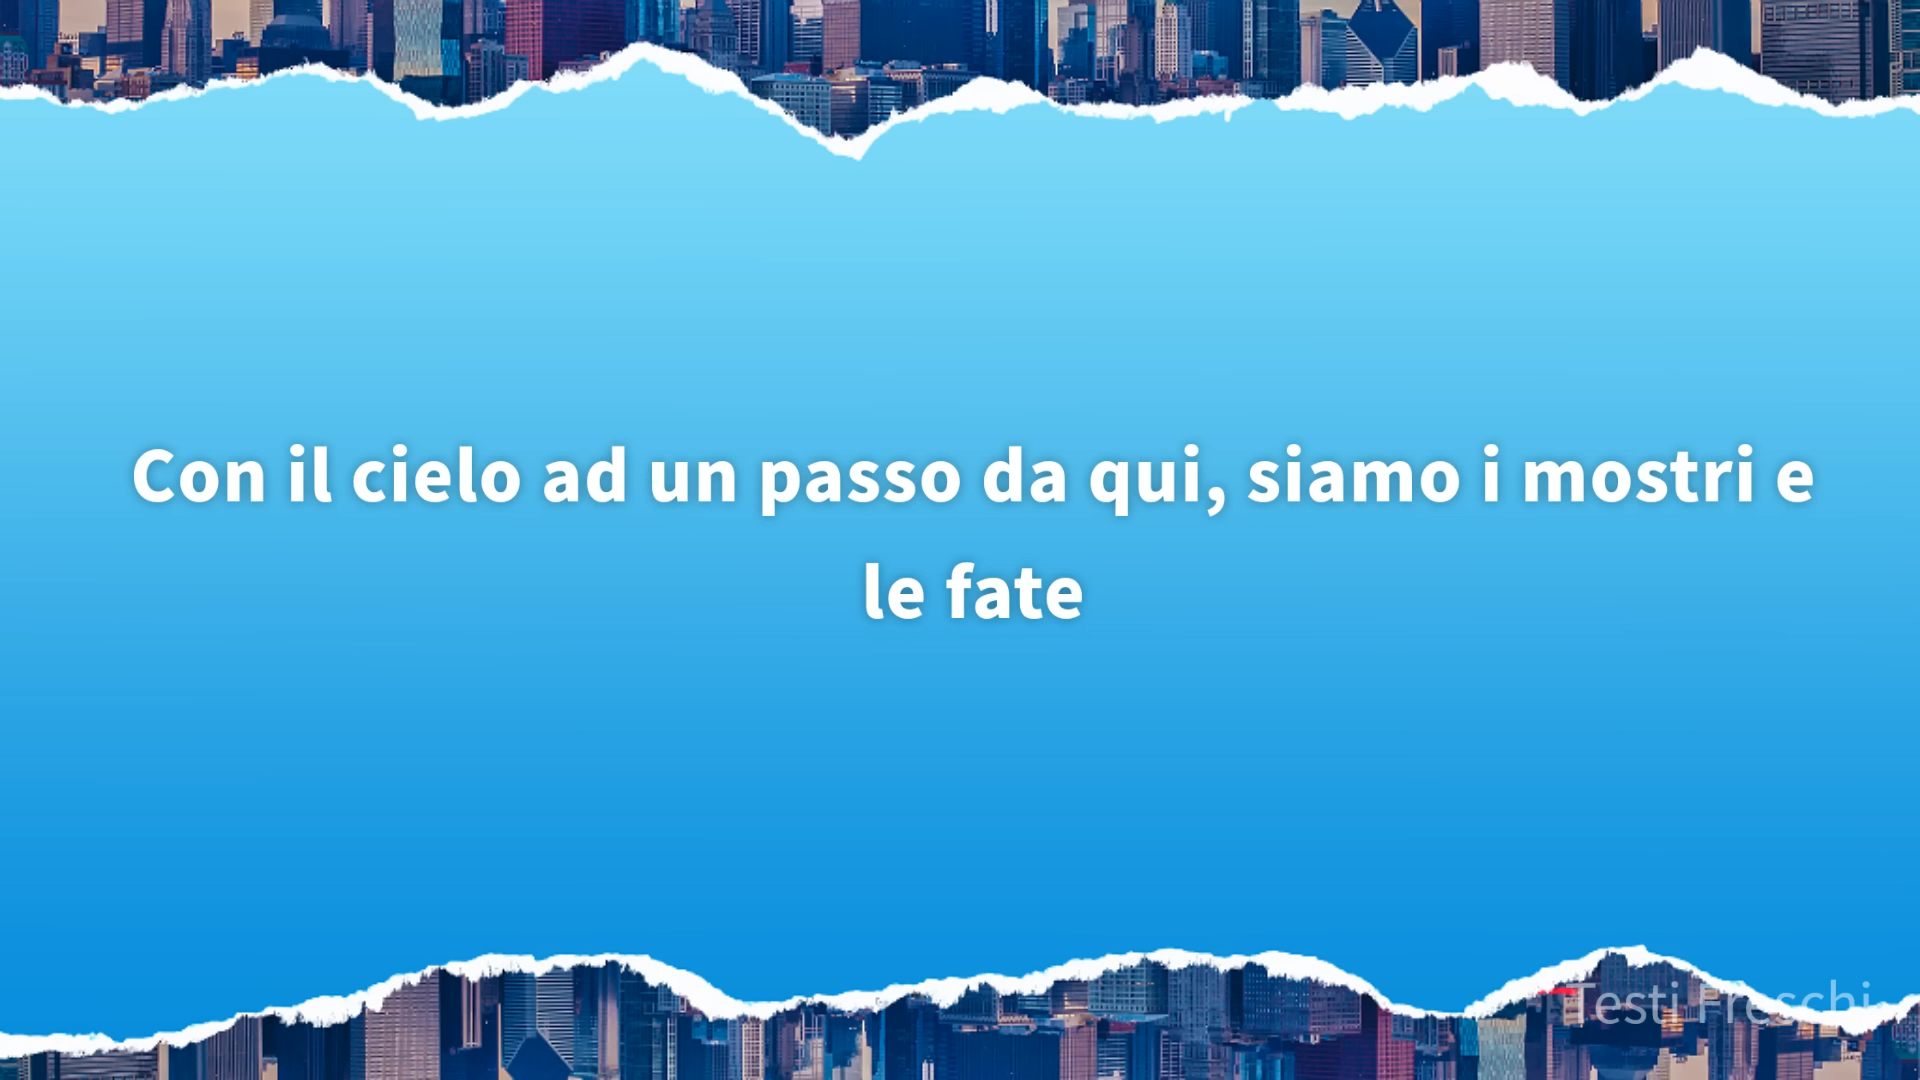 Con il cielo ad un passo da qui, siamo i mostri e
le fate
Testi Freschi